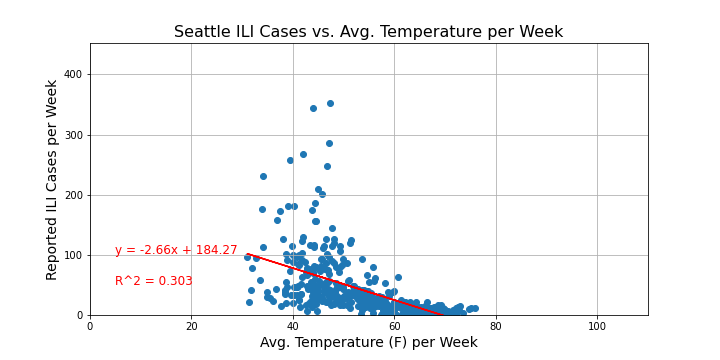 Seattle ILI Cases vs. Avg. Temperature per Week
Reported ILI Cases per Week
400
300
200
100
0
y = -2.66x + 184.27
R^2 = 0.303
0 20 40 60 80 100
Avg. Temperature (F) per Week